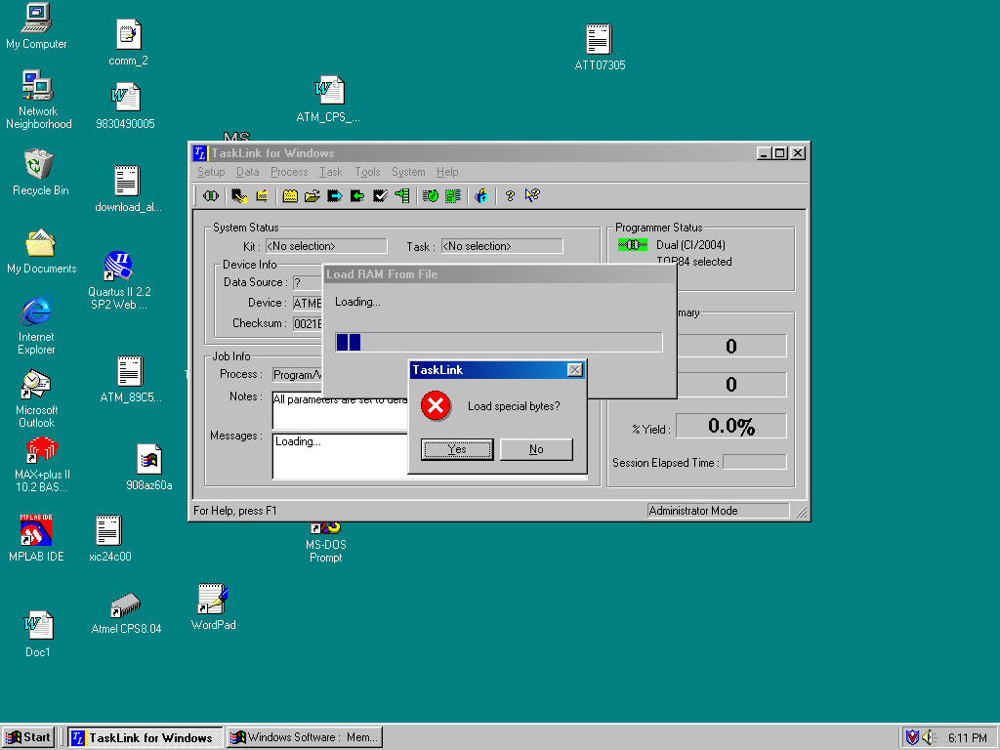 My Computer
comm_2
ATT07305
Network
Neighborhood
9830490005
ATM_CPS_...
MS
Recycle Bin
download_al...
My Documents
Quartus II 2.2
SP2 Web ...
Internet
Explorer
ATM_89C5...
Microsoft
Outlook
MAX+plus II
10.2 BAS...
908az60a
MPLAB IDE
MPLAB IDE
xic24c00
MS-DOS
Prompt
Atmel CPS8.04
WordPad
Doc1
TaskLink for Windows
Setup Data Process Task Tools System Help
System Status
Kit : <No selection> Task : <No selection>
Device Info
Data Source : ?
Device : ATME
Checksum :
Job Info
Process : Program/V
Notes : All parameters are set to defa
Messages : Loading...
Programmer Status
Dual (CI/2004)
TOP84 selected
mary
0
0
% Yield : 0.0%
Session Elapsed Time :
For Help, press F1
Administrator Mode
Load RAM From File
Loading...
TaskLink
Load special bytes?
Yes No
Start
TaskLink for Windows
Windows Software : Mem...
6:11 PM